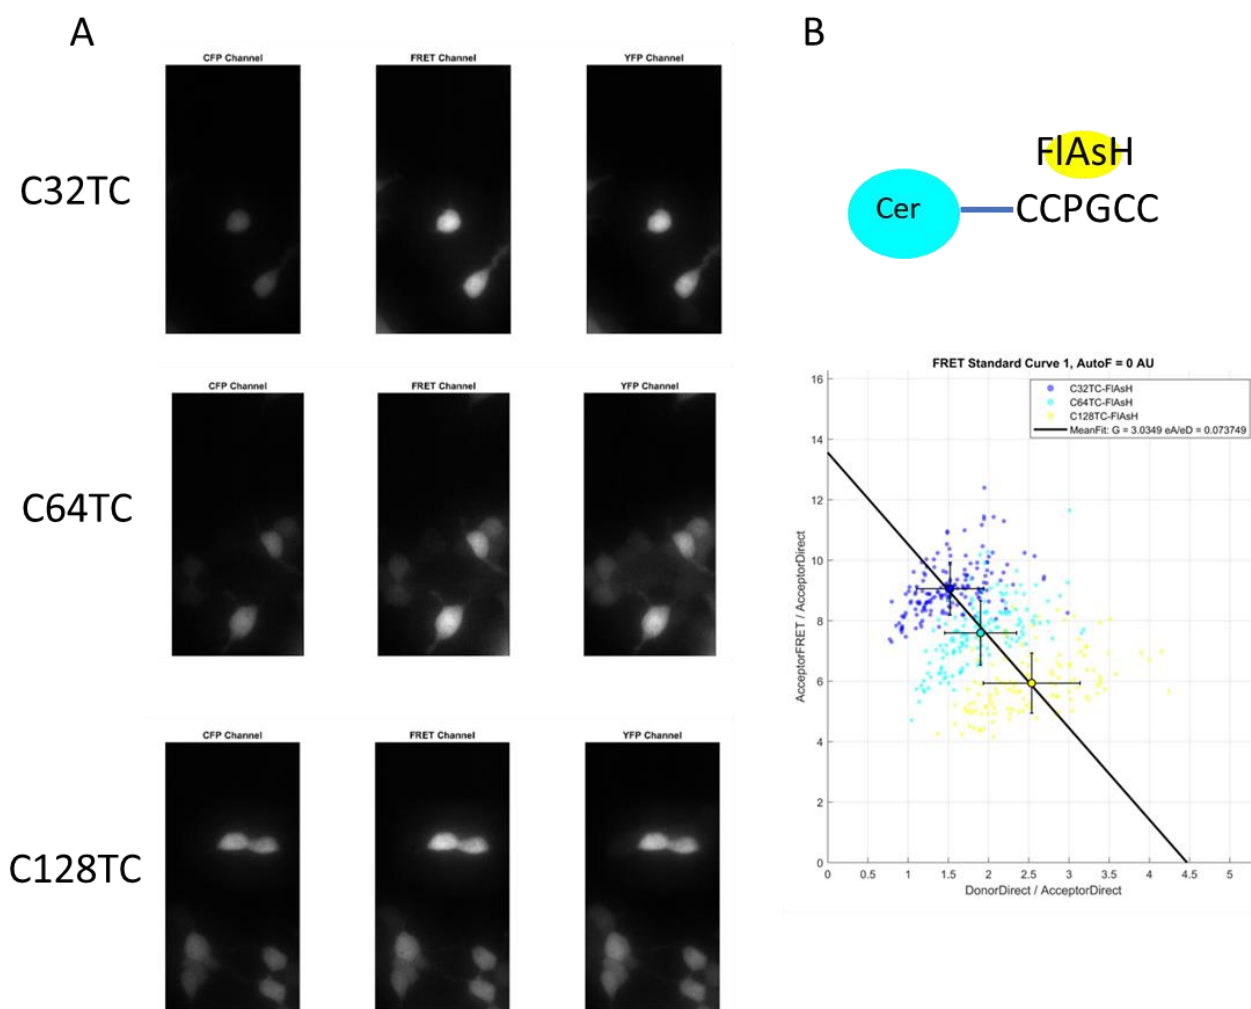 A
CFP Channel
FRET Channel
YFP Channel
C32TC
CFP Channel
FRET Channel
YFP Channel
C64TC
CFP Channel
FRET Channel
YFP Channel
C128TC
B
FlAsH
Cer
CCPGCC
FRET Standard Curve 1, AutoF = 0 AU
C32TC-FlAsH
C64TC-FlAsH
C128TC-FlAsH
MeanFit: G = 3.0349 eA/eD = 0.073749
AcceptorFRET / AcceptorDirect
16
14
12
10
8
6
4
2
0
0 0.5 1 1.5 2 2.5 3 3.5 4 4.5 5
DonorDirect / AcceptorDirect